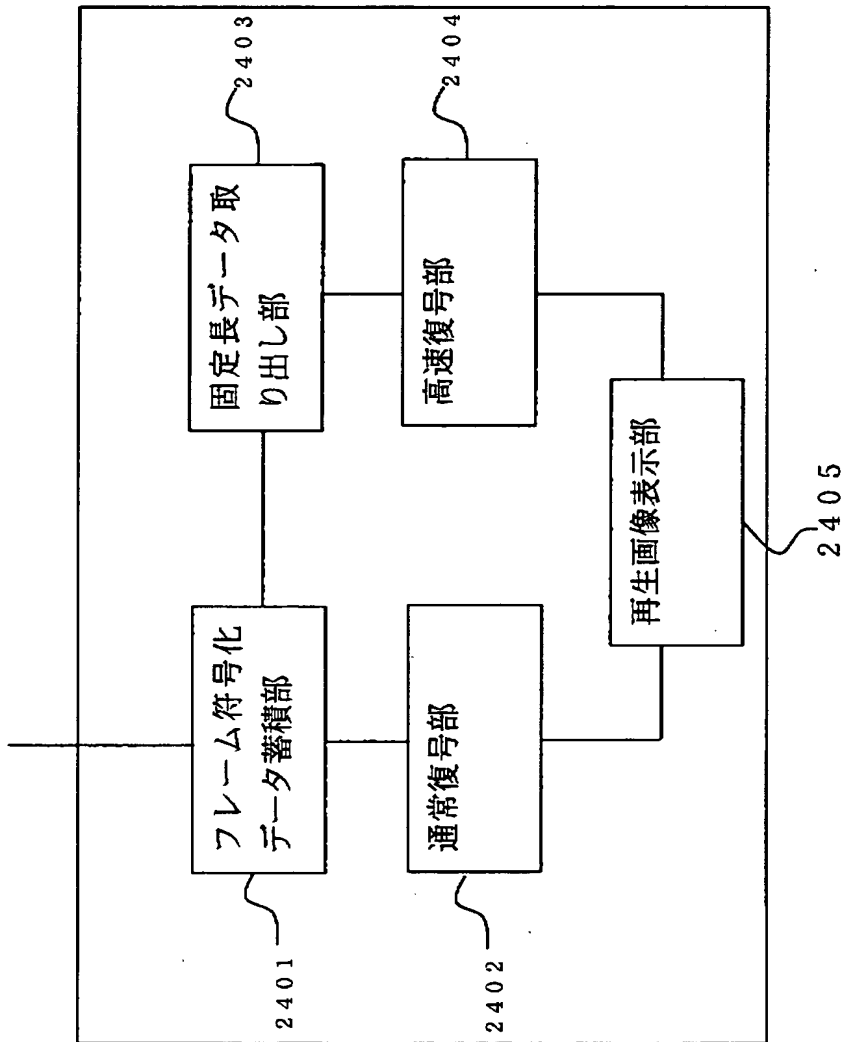 フレーム符号化
データ蓄積部
2401
固定長データ取
り出し部
2403
通常復号部
2402
高速復号部
2404
再生画像表示部
2405